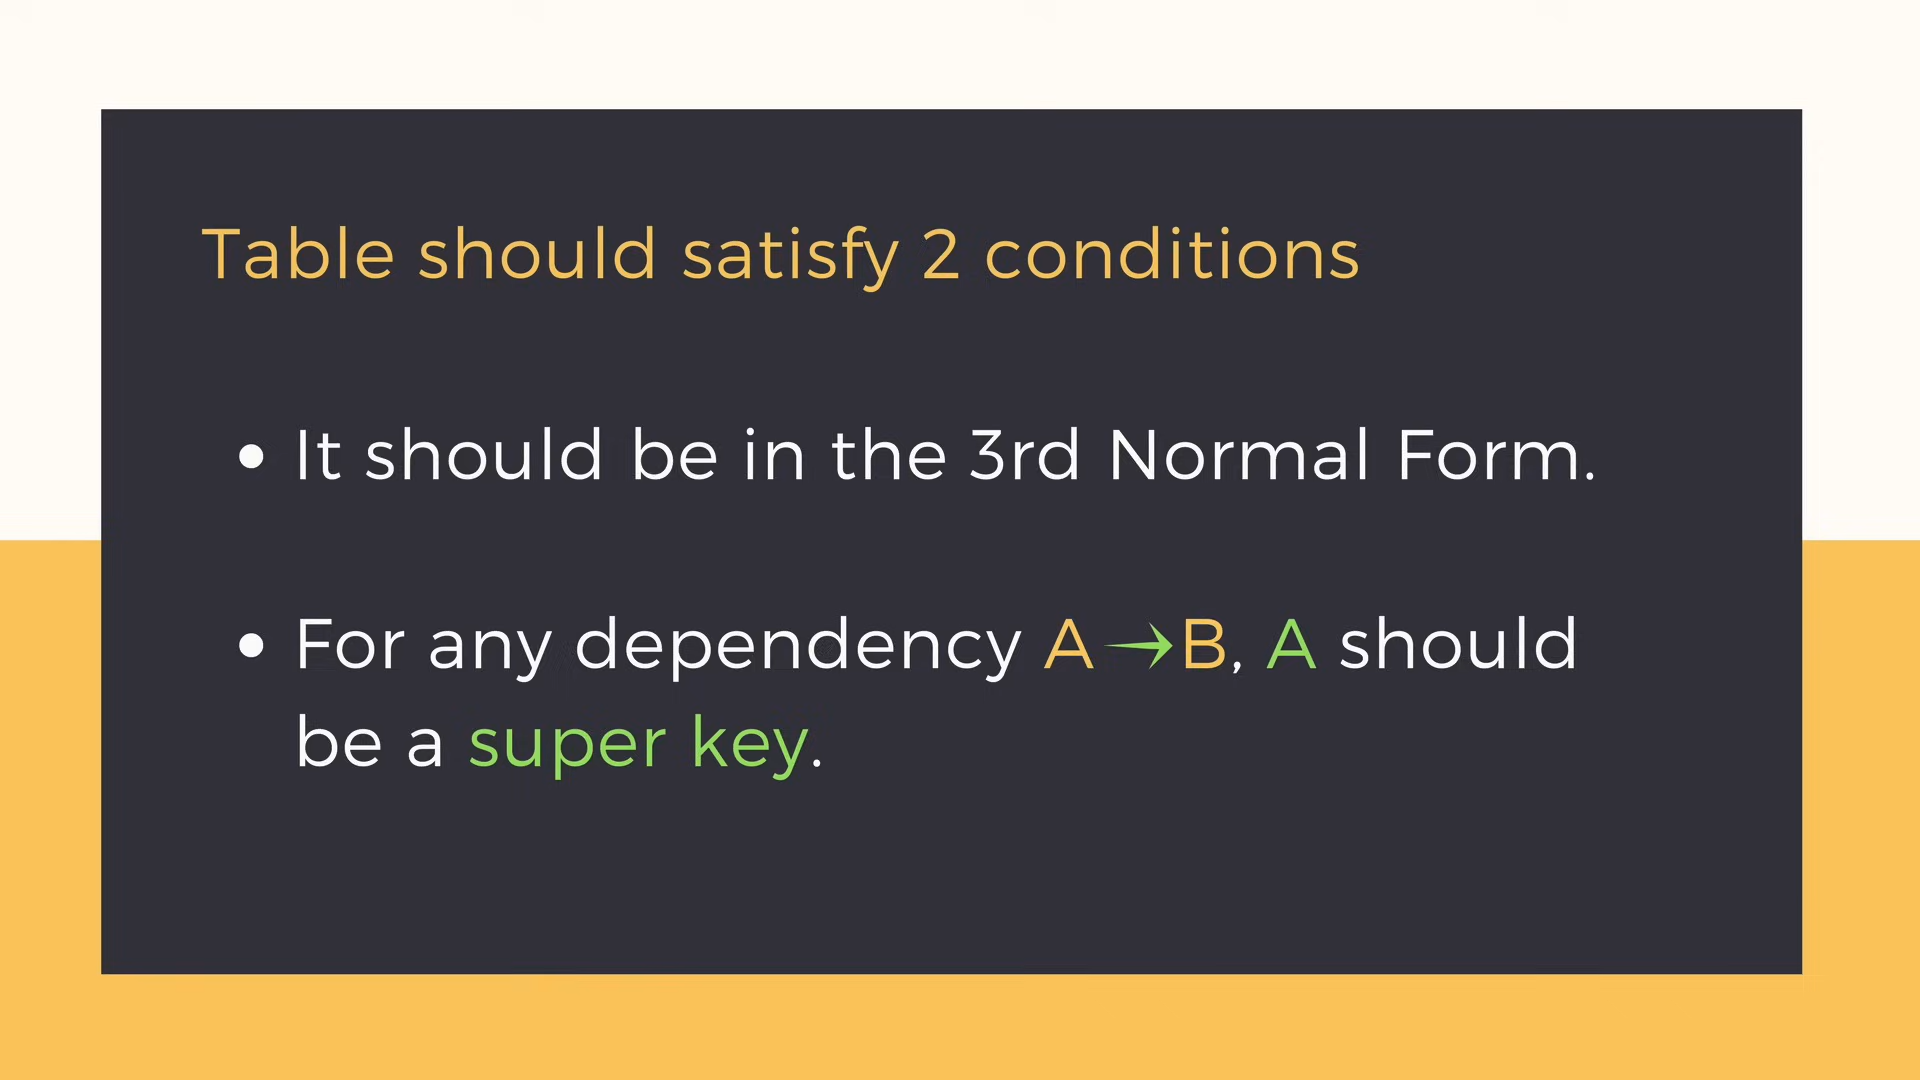 Table should satisfy 2 conditions
• It should be in the 3rd Normal Form.
• For any dependency A→B, A should
be a super key.